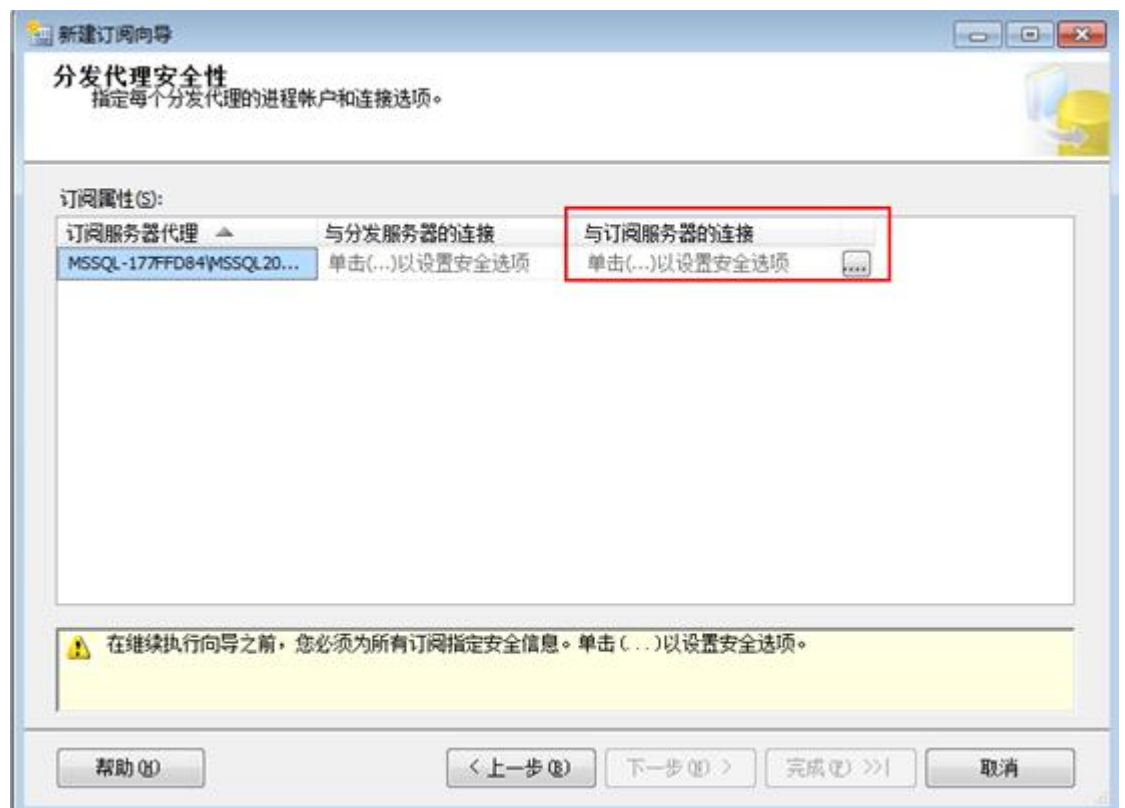 新建订阅向导
分发代理安全性
指定每个分发代理的进程帐户和连接选项。
订阅属性(S):
订阅服务器代理 与分发服务器的连接 与订阅服务器的连接
MSSQL-177FFD84\MSSQL20... 单击(...)以设置安全选项 单击(...)以设置安全选项 ....
在继续执行向导之前，您必须为所有订阅指定安全信息。单击(...)以设置安全选项。
帮助(H) <上一步(B) 下一步(N) > 完成(F) >>| 取消